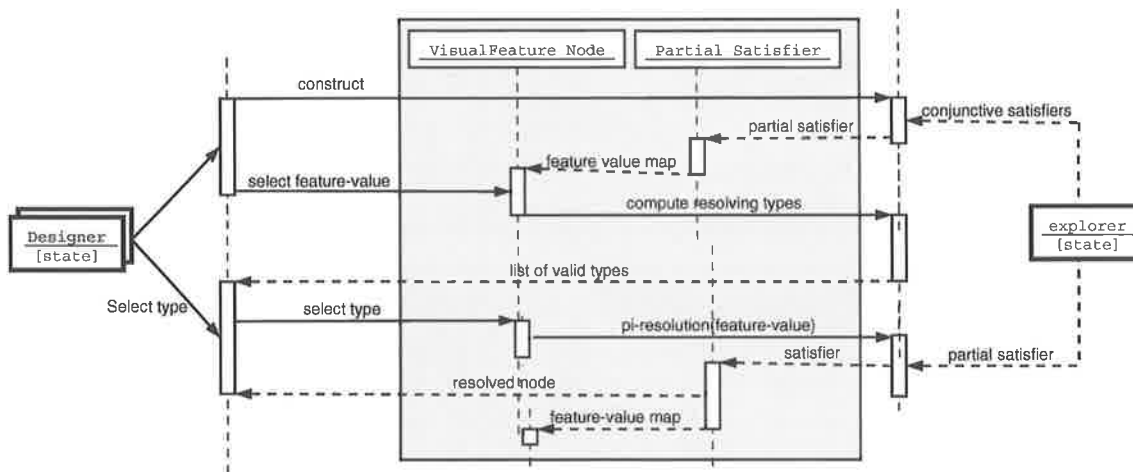 VisualFeature Node
Partial Satisfier
construct
conjunctive satisfiers
partial satisfier
feature value map
select feature-value
compute resolving types
Designer
[state]
explorer
[state]
list of valid types
Select type
select type
pi-resolution(feature-value)
satisfier
partial satisfier
resolved node
feature-value map